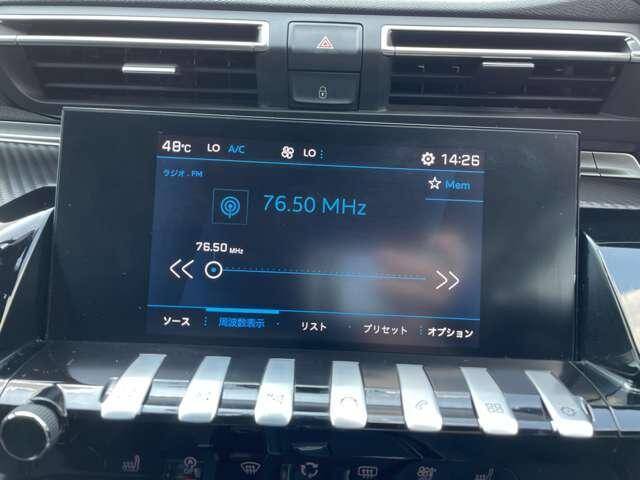 48°C LO A/C LO 14:26
ラジオ . FM
Mem
76.50 MHz
76.50 MHz
ソース 周波数表示 リスト プリセット オプション